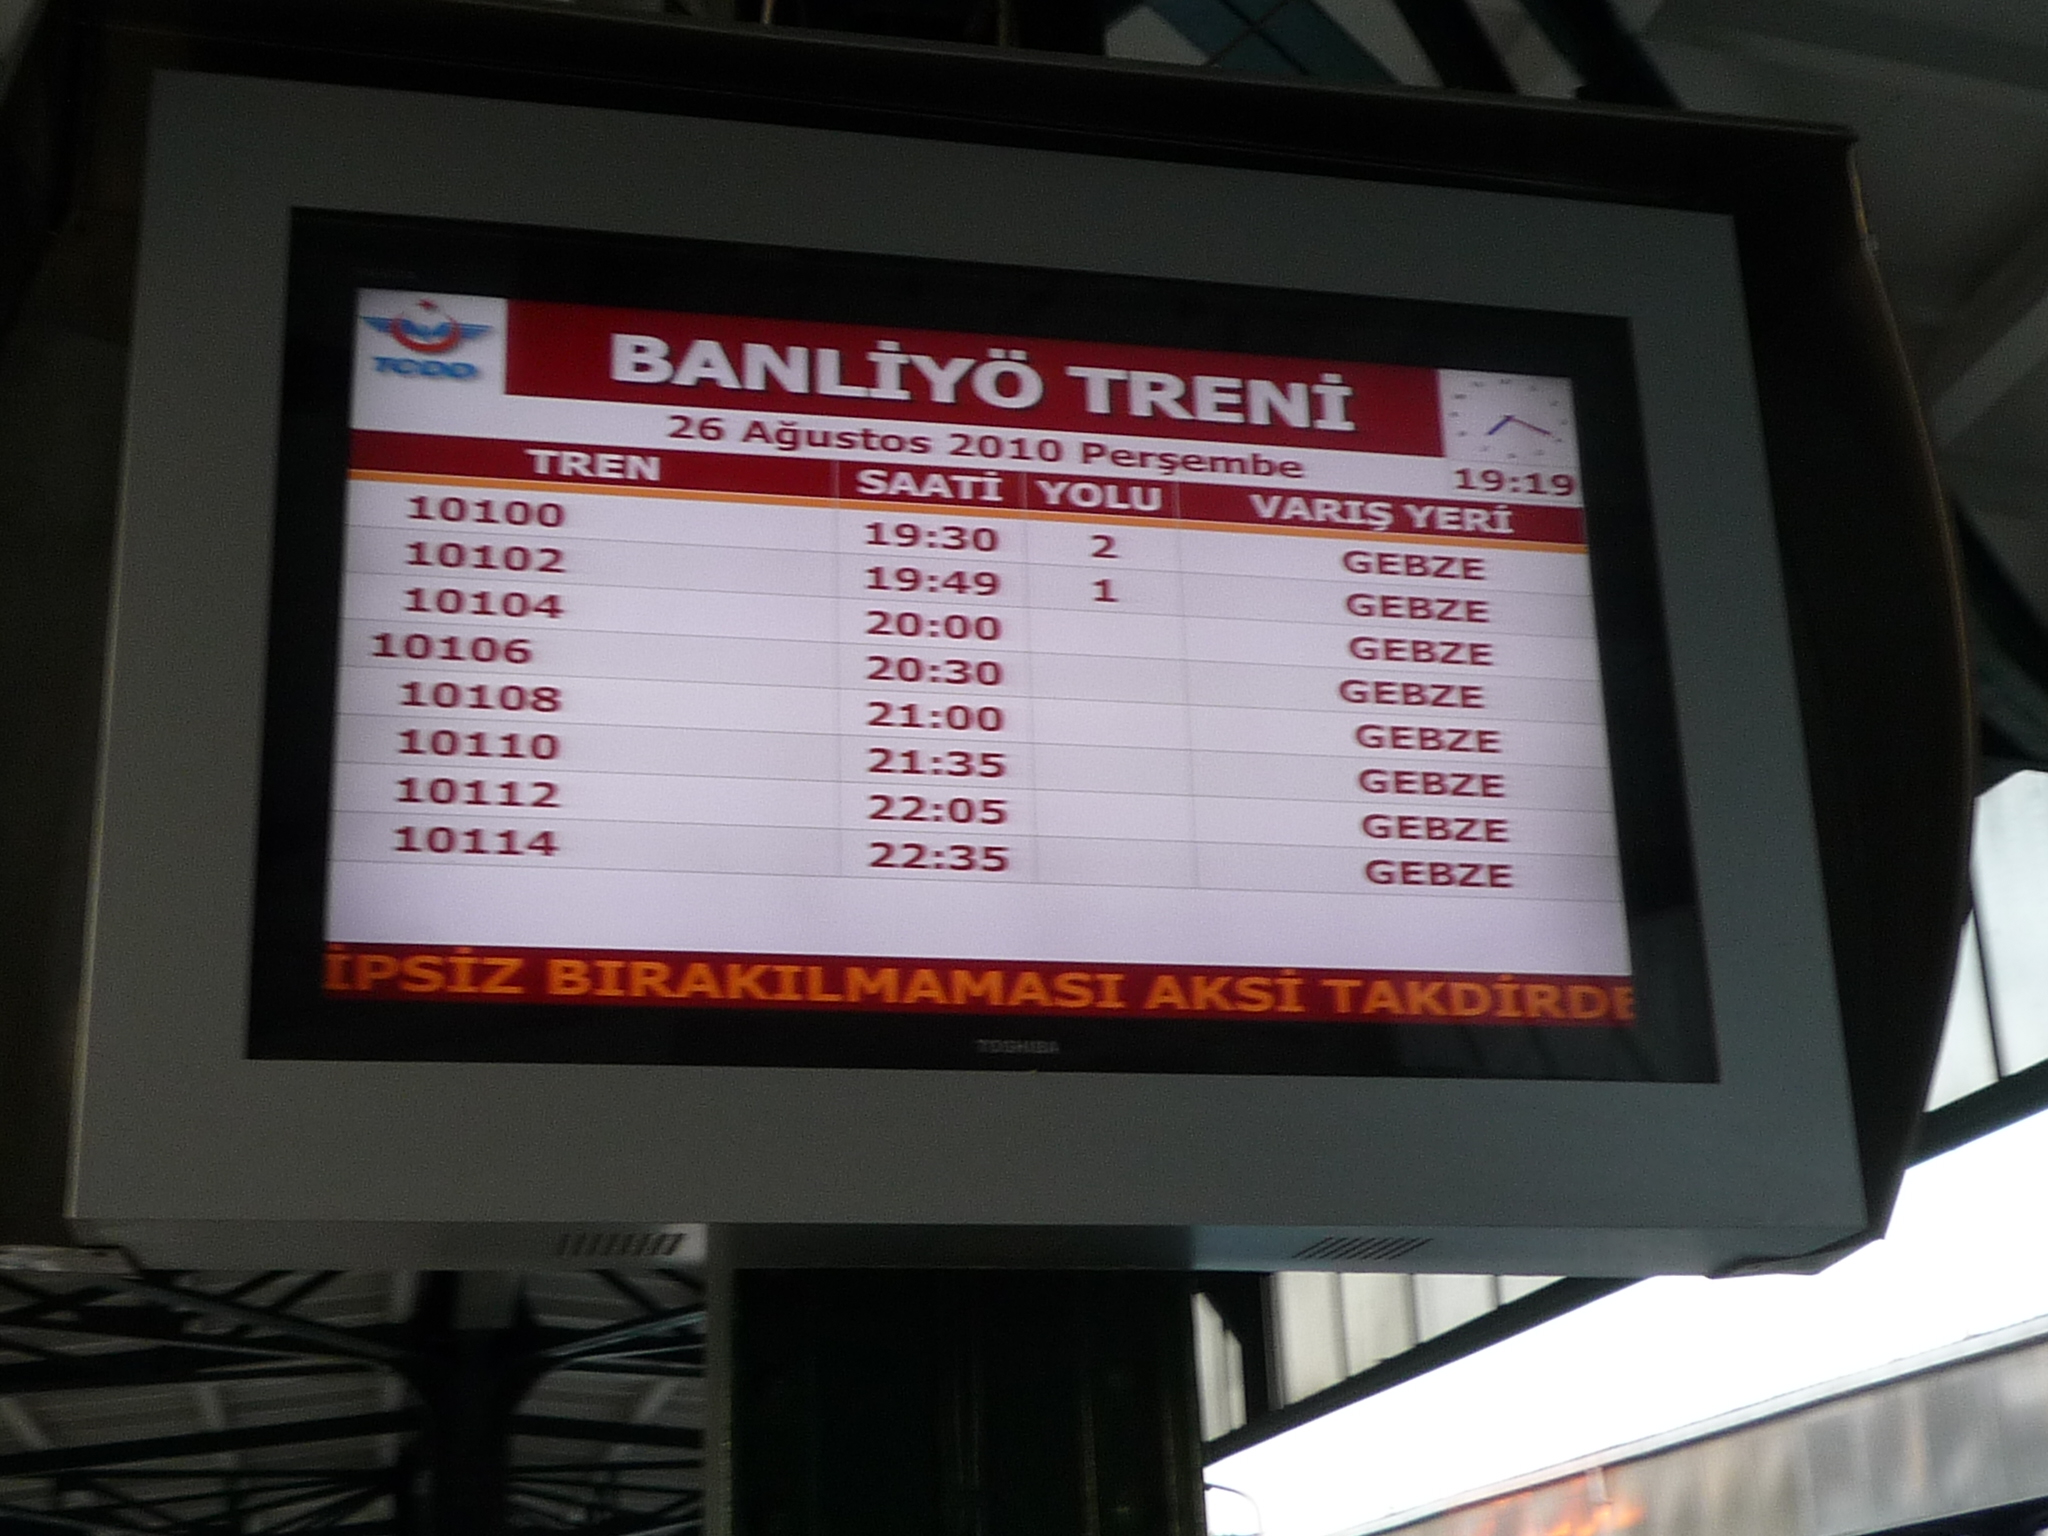 TCDD
BANLİYÖ TRENİ
26 Ağustos 2010 Perşembe
19:19
TREN SAATİ YOLU VARIŞ YERİ
10100 19:30 2 GEBZE
10102 19:49 1 GEBZE
10104 20:00 GEBZE
10106 20:30 GEBZE
10108 21:00 GEBZE
10110 21:35 GEBZE
10112 22:05 GEBZE
10114 22:35 GEBZE
İPSİZ BIRAKILMAMASI AKSİ TAKDİRDE
TOSHIBA